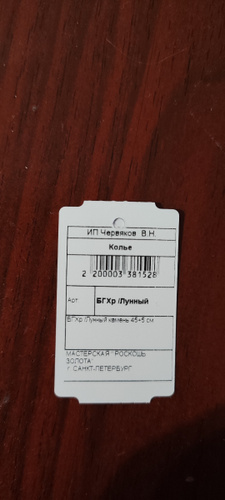 ИП Червяков В.Н.
Колье
2 200003 381528
Арт. БГХр /Лунный
БГХр /Лунный камень 45+5 см
МАСТЕРСКАЯ "РОСКОШЬ
ЗОЛОТА"
г. САНКТ-ПЕТЕРБУРГ